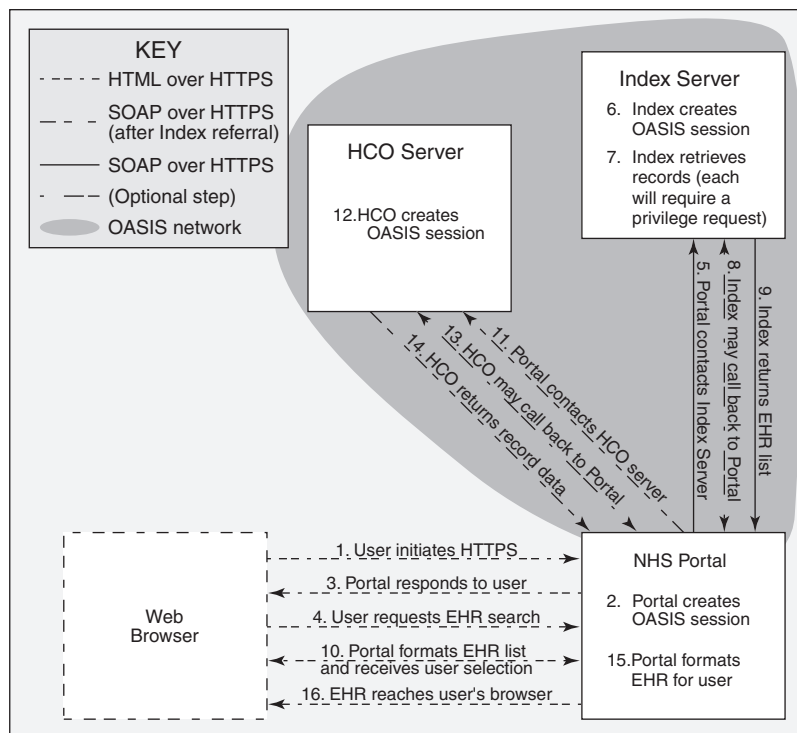 KEY
HTML over HTTPS
SOAP over HTTPS
(after Index referral)
SOAP over HTTPS
(Optional step)
OASIS network
HCO Server
12.HCO creates
OASIS session
Index Server
6. Index creates
OASIS session
7. Index retrieves
records (each
will require a
privilege request)
5. Portal contacts Index Server
8. Index may call back to Portal
9. Index returns EHR list
11. Portal contacts HCO server
13. HCO may call back to Portal
14. HCO returns record data
Web
Browser
1. User initiates HTTPS
3. Portal responds to user
4. User requests EHR search
10. Portal formats EHR list
and receives user selection
16. EHR reaches user's browser
NHS Portal
2. Portal creates
OASIS session
15.Portal formats
EHR for user